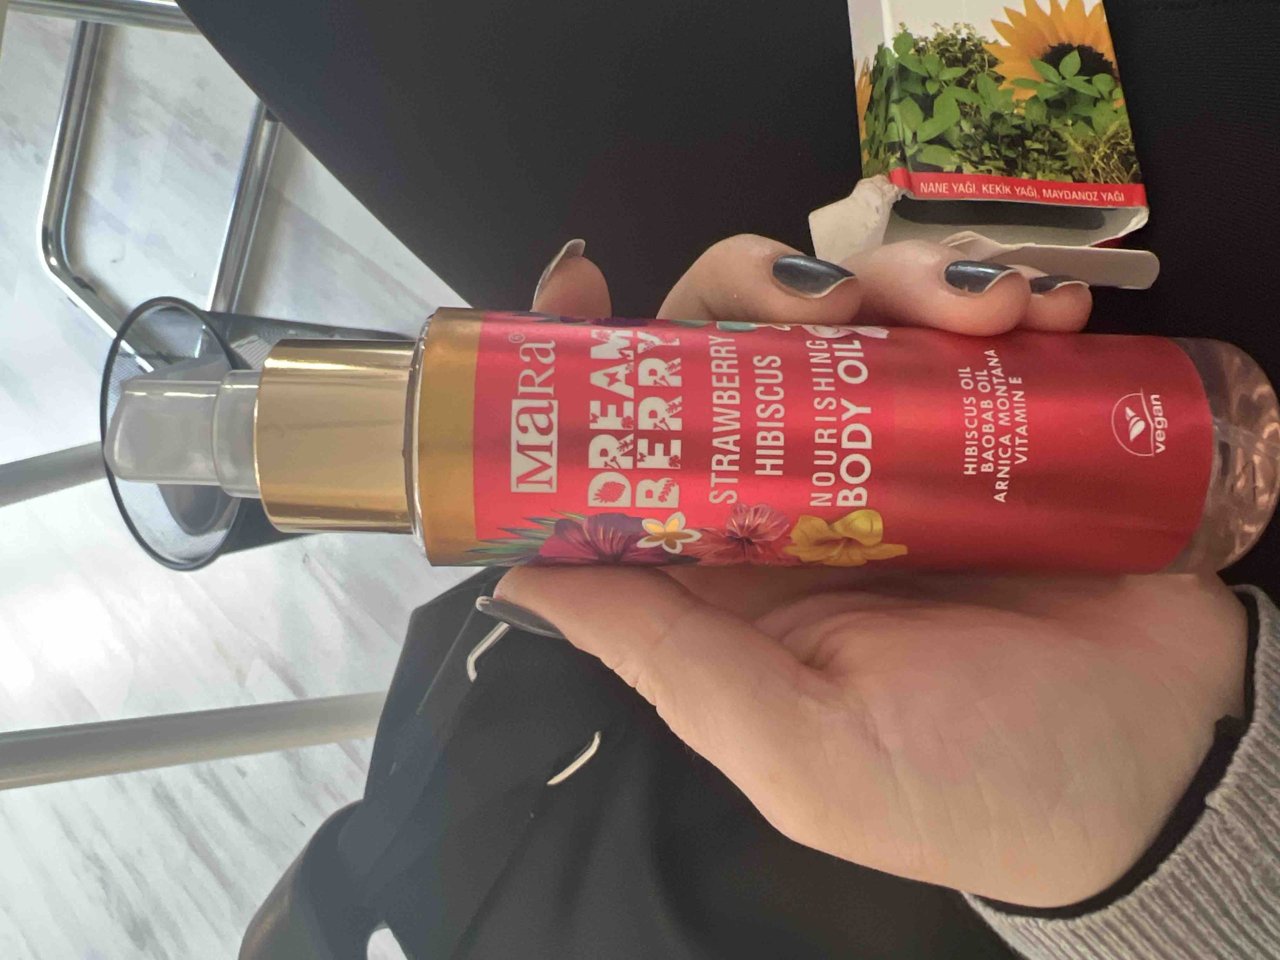 MaRa®
DREAM
BERRY
STRAWBERRY
HIBISCUS
NOURISHING
BODY OIL
HIBISCUS OIL
BAOBAB OIL
ARNICA MONTANA
VITAMIN E
vegan
NANE YAĞI, KEKİK YAĞI, MAYDANOZ YAĞI